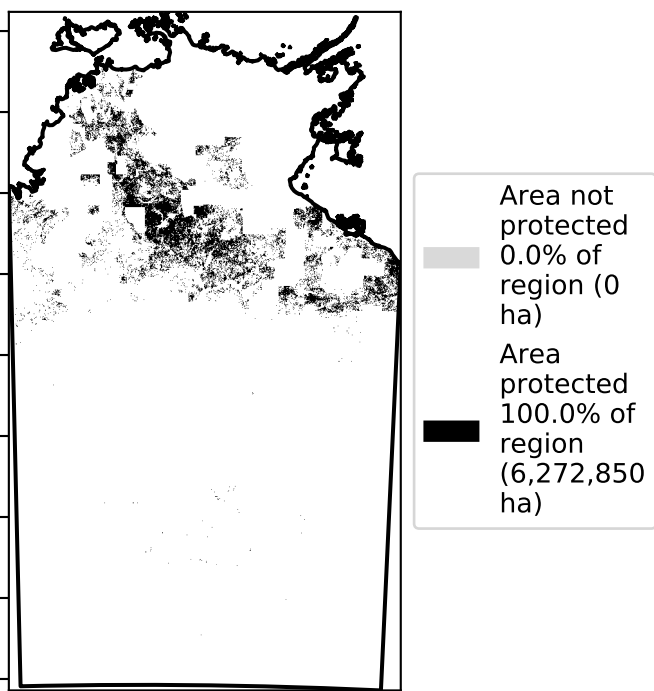 Area not
protected
0.0% of
region (0
ha)
Area
protected
100.0% of
region
(6,272,850
ha)